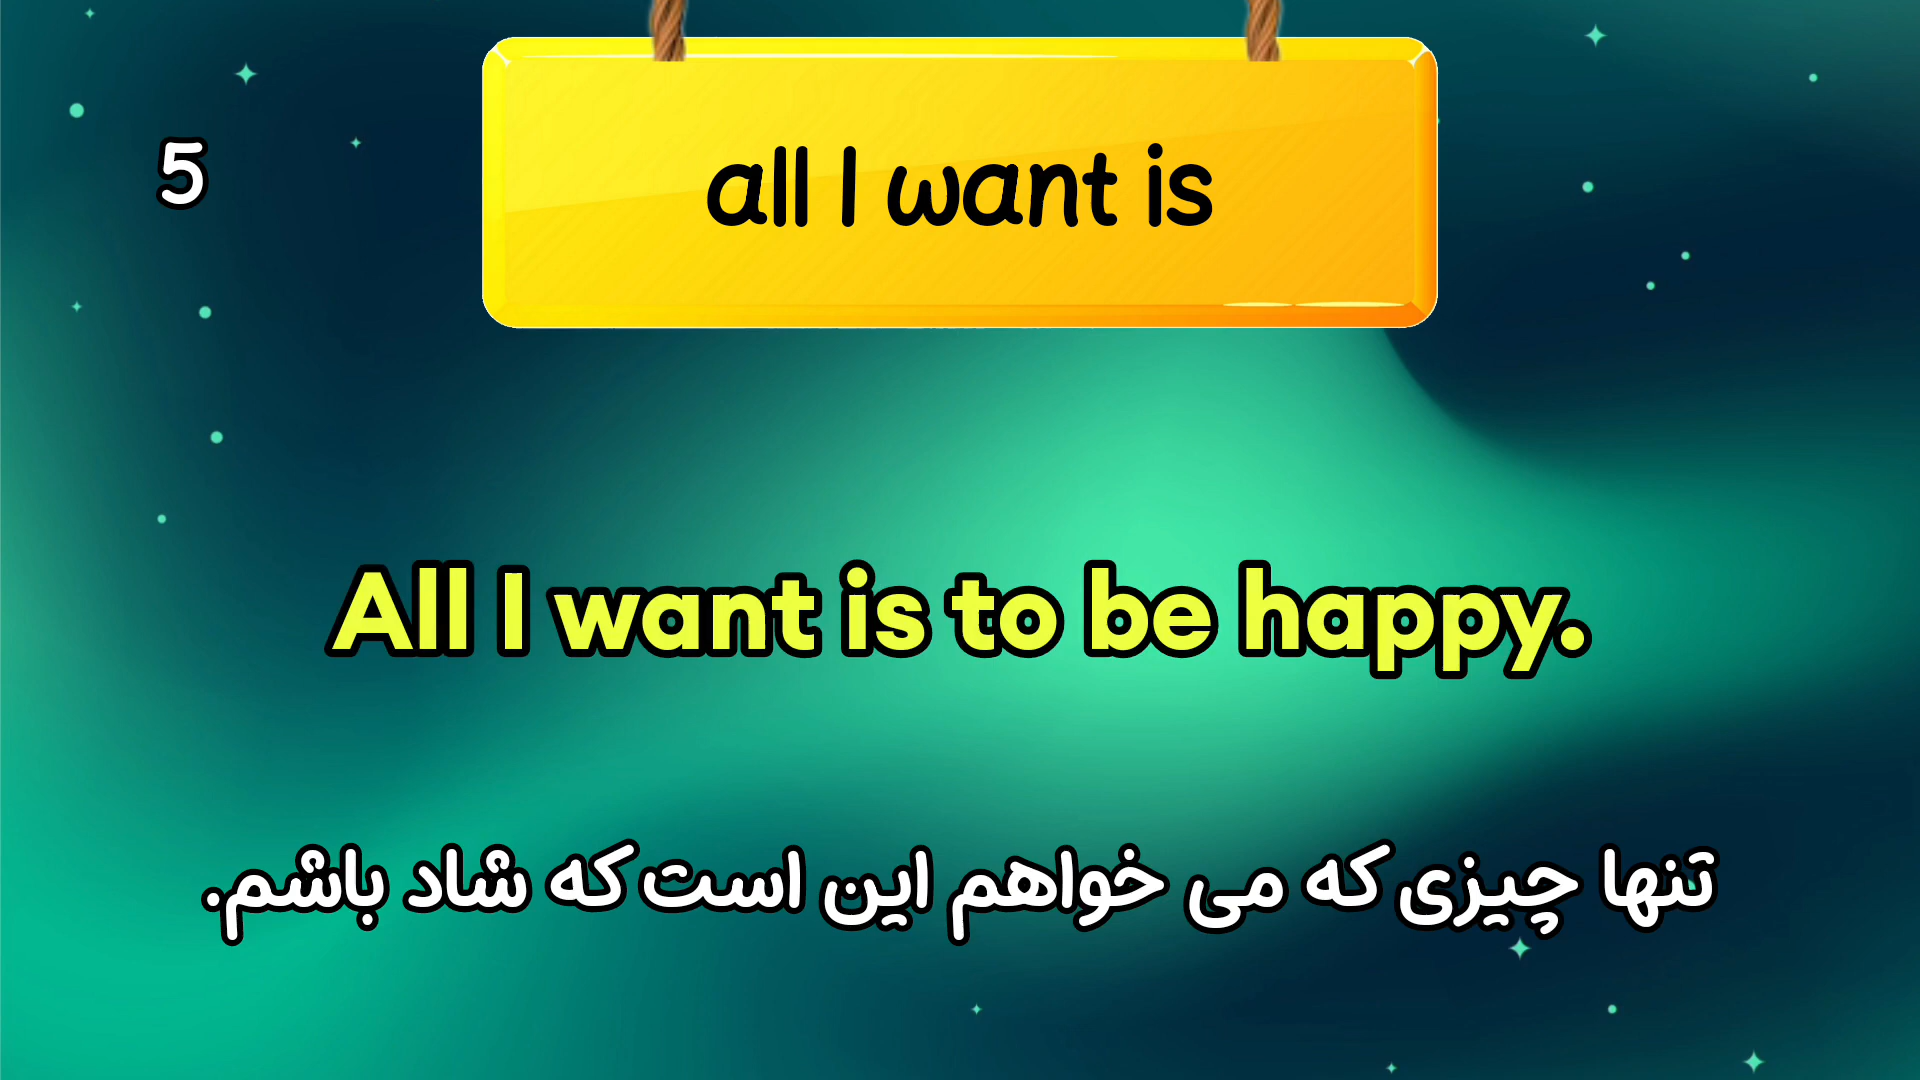 5
all I want is
All I want is to be happy.
تنها چیزی که می خواهم این است که شاد باشم.